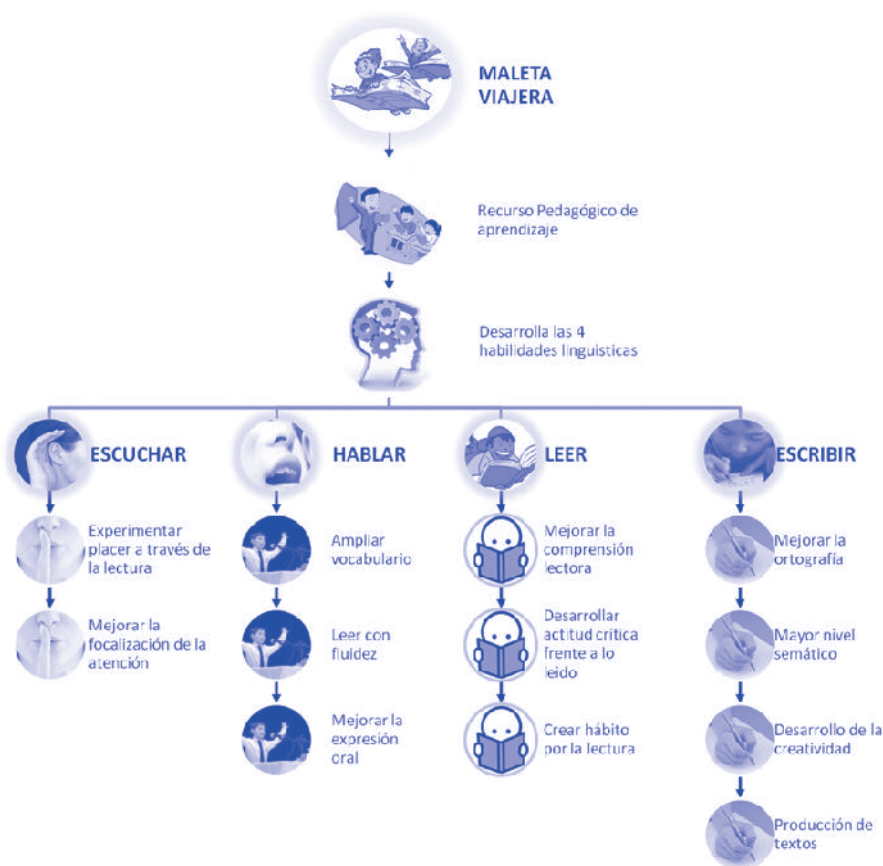 MALETA
VIAJERA
Recurso Pedagógico de
aprendizaje
Desarrolla las 4
habilidades linguisticas
ESCUCHAR
Experimentar
placer a través de
la lectura
Mejorar la
focalización de la
atención
HABLAR
Ampliar
vocabulario
Leer con
fluidez
Mejorar la
expresión
oral
LEER
Mejorar la
comprensión
lectora
Desarrollar
actitud crítica
frente a lo
leido
Crear hábito
por la lectura
ESCRIBIR
Mejorar la
ortografía
Mayor nivel
semático
Desarrollo de la
creatividad
Producción de
textos